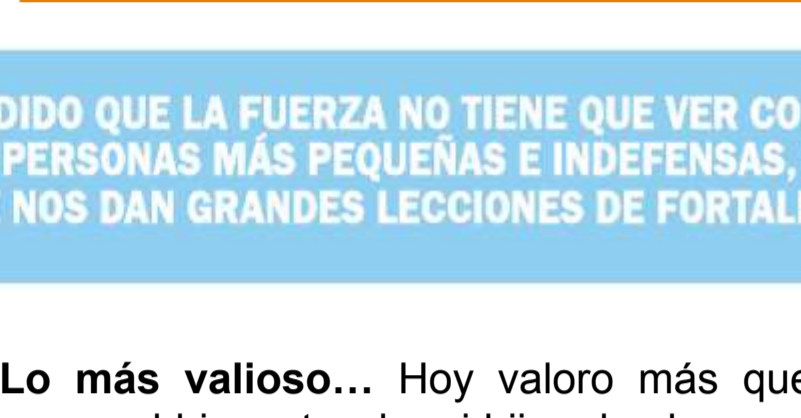 QUE LA FUERZA NO TIENE QUE VER
PERSONAS MÁS PEQUEÑAS E INDEFENSAS,
NOS DAN GRANDES LECCIONES DE
Lo más valioso... Hoy valoro más que